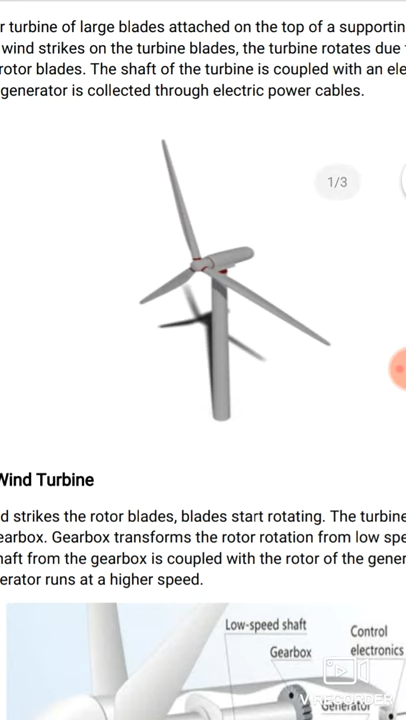 r turbine of large blades attached on the top of a supportin
wind strikes on the turbine blades, the turbine rotates due
rotor blades. The shaft of the turbine is coupled with an ele
generator is collected through electric power cables.
1/3
Wind Turbine
d strikes the rotor blades, blades start rotating. The turbine
earbox. Gearbox transforms the rotor rotation from low spe
haft from the gearbox is coupled with the rotor of the gener
erator runs at a higher speed.
Low-speed shaft
Control
Gearbox
electronics
V RECORDER
Generator